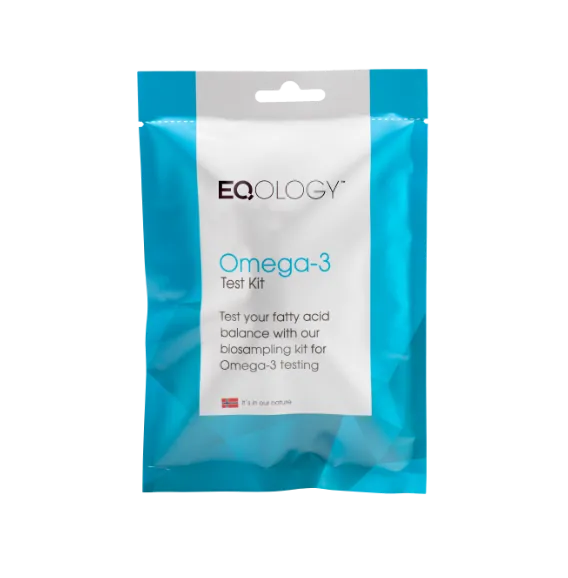 EQOLOGY™
Omega-3
Test Kit
Test your fatty acid
balance with our
biosampling kit for
Omega-3 testing
It's in our nature